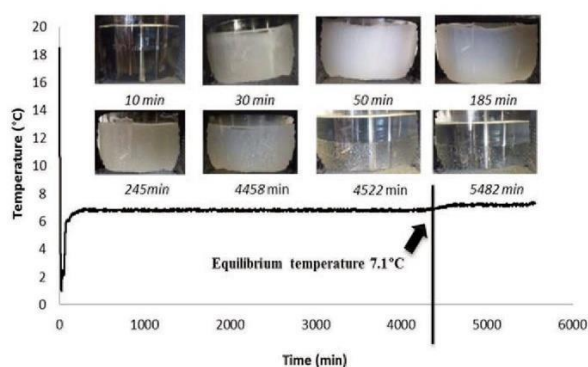 20
18
16
14
12
10
8
6
4
2
0
Temperature (°C)
10 min
30 min
50 min
185 min
245min
4458 min
4522 min
5482 min
Equilibrium temperature 7.1°C
0
1000
2000
3000
4000
5000
6000
Time (min)